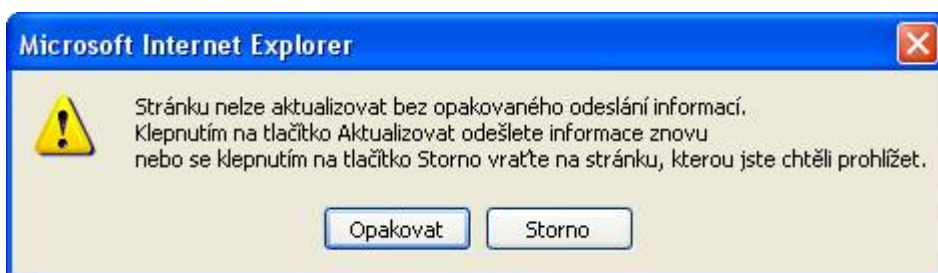 Microsoft Internet Explorer
Stránku nelze aktualizovat bez opakovaného odeslání informací.
Klepnutím na tlačítko Aktualizovat odešlete informace znovu
nebo se klepnutím na tlačítko Storno vraťte na stránku, kterou jste chtěli prohlížet.
Opakovat Storno